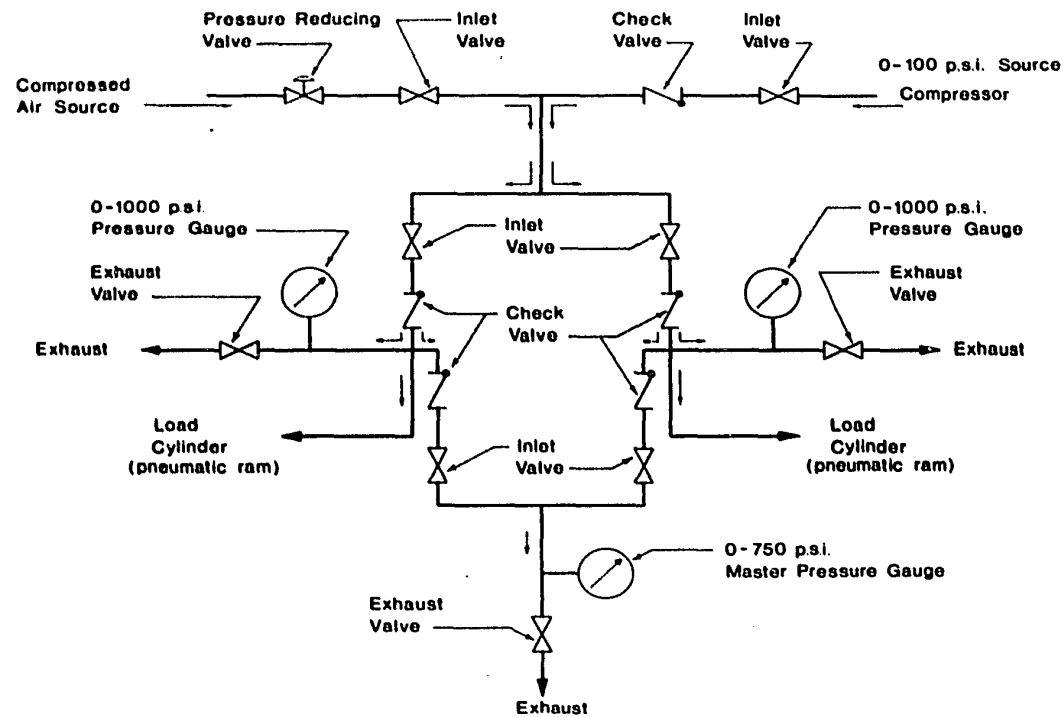 Pressure Reducing
Valve
Inlet
Valve
Check
Valve
Inlet
Valve
Compressed
Air Source
0-100 p.s.i. Source
Compressor
0-1000 p.s.i.
Pressure Gauge
Inlet
Valve
0-1000 p.s.i.
Pressure Gauge
Exhaust
Valve
Exhaust
Valve
Check
Valve
Exhaust
Exhaust
Load
Cylinder
(pneumatic ram)
Inlet
Valve
Load
Cylinder
(pneumatic ram)
0-750 p.s.i.
Master Pressure Gauge
Exhaust
Valve
Exhaust